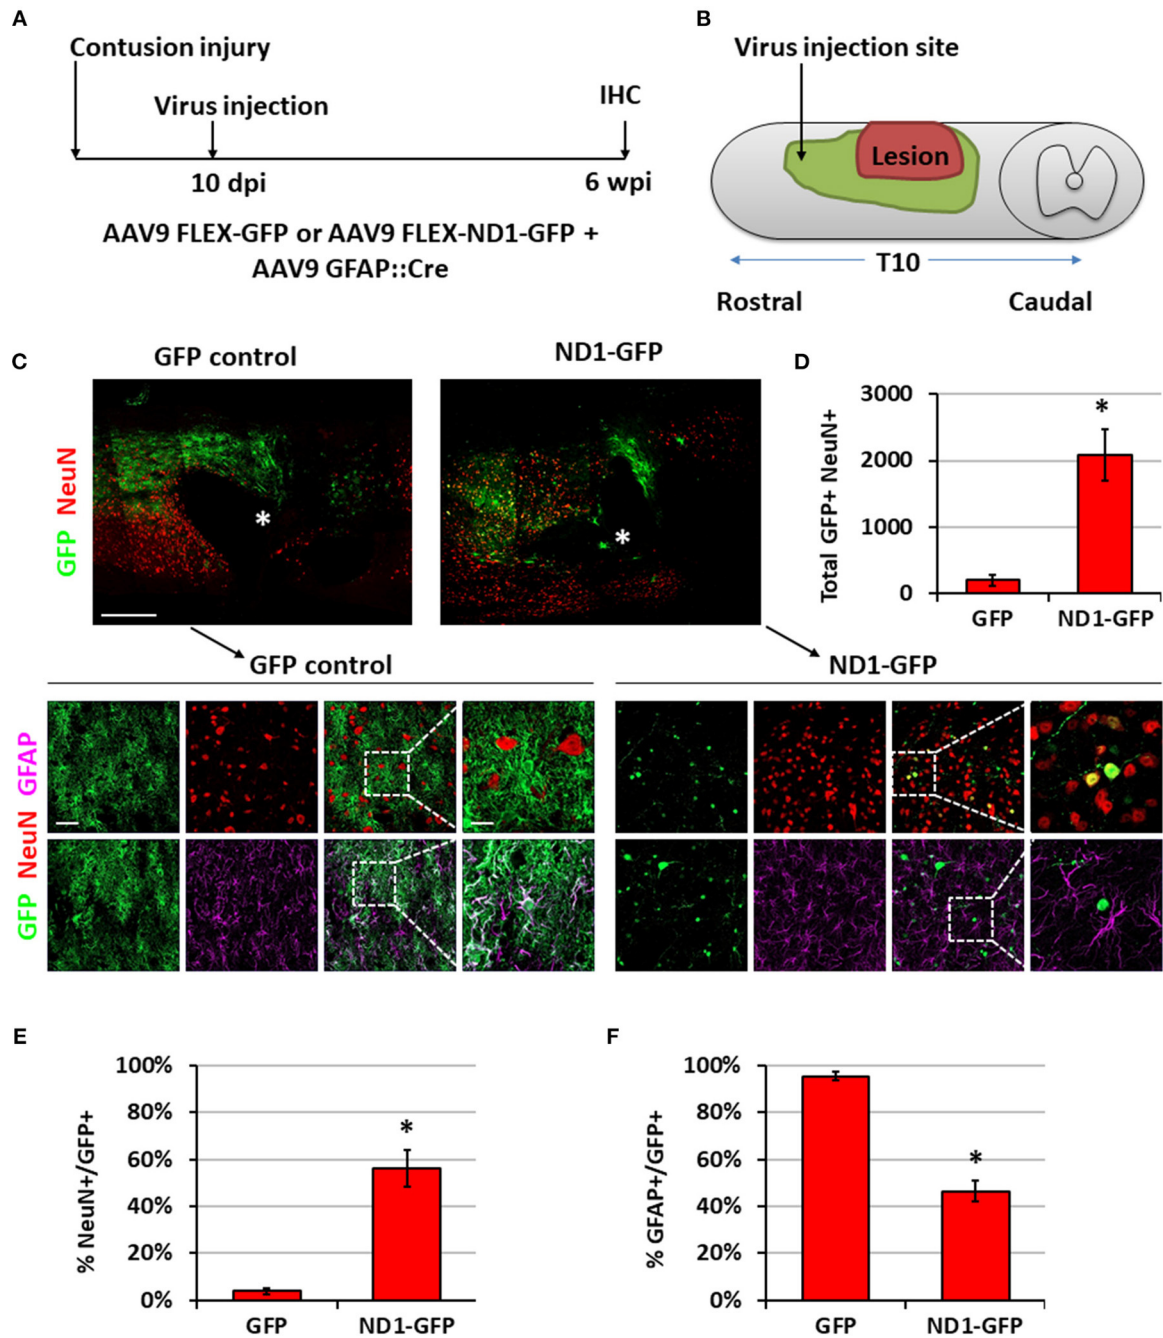 A
Contusion injury
Virus injection
IHC
10 dpi
6 wpi
AAV9 FLEX-GFP or AAV9 FLEX-ND1-GFP +
AAV9 GFAP::Cre
B
Virus injection site
Lesion
T10
Rostral
Caudal
C
GFP control
ND1-GFP
GFP NeuN
*
*
D
Total GFP+ NeuN+
3000
2000
1000
0
*
GFP
ND1-GFP
GFP control
ND1-GFP
GFP NeuN GFAP
E
% NeuN+/GFP+
100%
80%
60%
40%
20%
0%
*
GFP
ND1-GFP
F
% GFAP+/GFP+
100%
80%
60%
40%
20%
0%
*
GFP
ND1-GFP